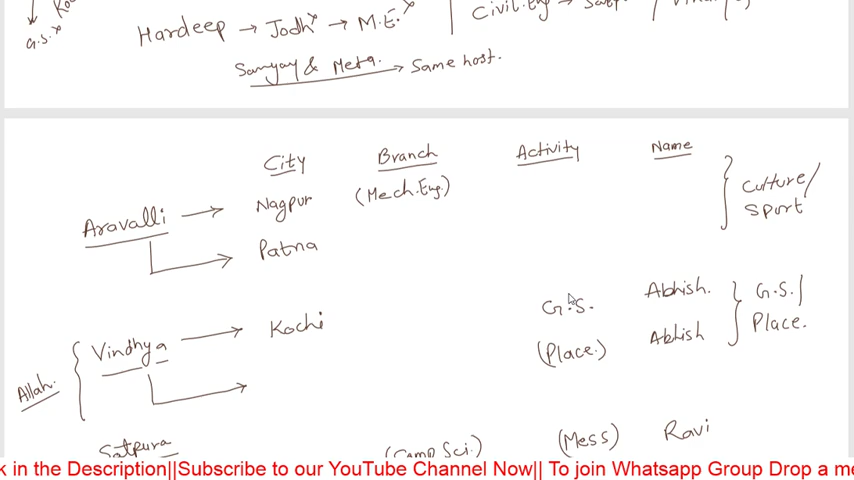 G.S.x
Hardeep → Jodhx → M.E.x
Civil.Eng →
Sanjay & Meta. → Same host.
City Branch Activity Name
Aravalli → Nagpur (Mech.Eng.)
Culture/
Sport
Patna
Vindhya → Kochi G.S. Abhish. G.S./
(Place.) Abhish Place.
Allah.
Satpura (Comp Sci.) (Mess) Ravi
k in the Description||Subscribe to our YouTube Channel Now|| To join Whatsapp Group Drop a me